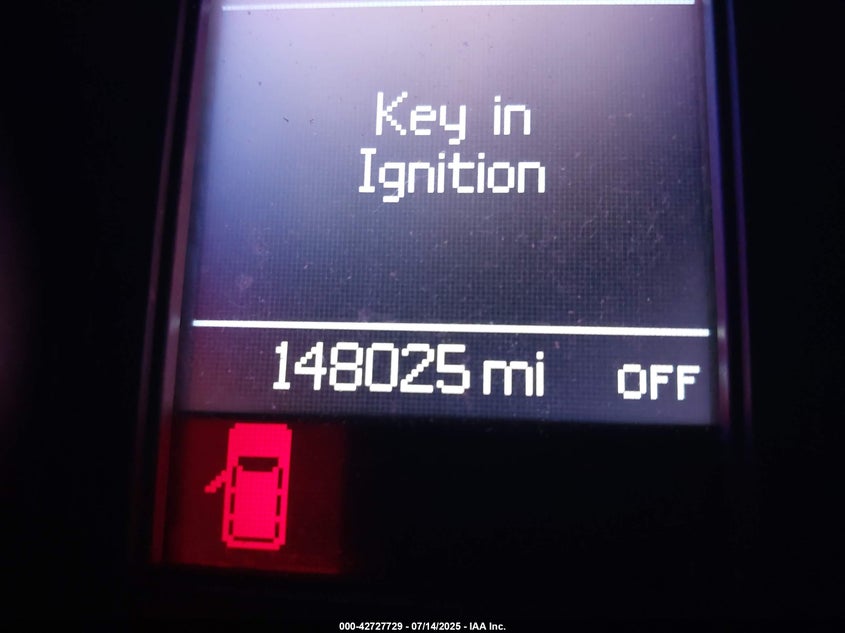 Key in
Ignition
148025 mi OFF
000-42727729 - 07/14/2025 - IAA Inc.